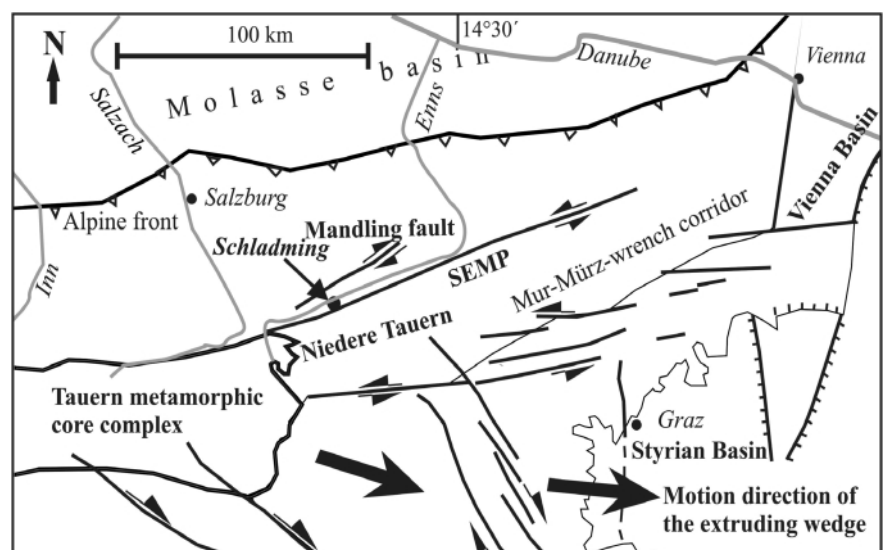 N
100 km
14°30´
Danube
Vienna
Molasse basin
Salzach
Enns
Vienna Basin
Salzburg
Alpine front
Mandling fault
Schladming
Inn
SEMP
Mur-Mürz-wrench corridor
Niedere Tauern
Tauern metamorphic
core complex
Graz
Styrian Basin
Motion direction of
the extruding wedge